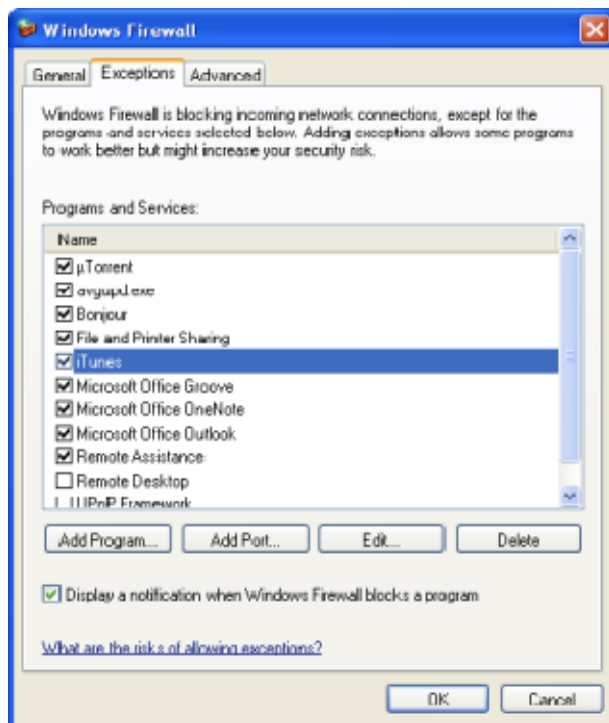 Windows Firewall
General Exceptions Advanced
Windows Firewall is blocking incoming network connections, except for the
programs and services selected below. Adding exceptions allows some programs
to work better but might increase your security risk.
Programs and Services:
Name
µTorrent
avgupd.exe
Bonjour
File and Printer Sharing
iTunes
Microsoft Office Groove
Microsoft Office OneNote
Microsoft Office Outlook
Remote Assistance
Remote Desktop
UPnP Framework
Add Program... Add Port... Edit... Delete
Display a notification when Windows Firewall blocks a program
What are the risks of allowing exceptions?
OK Cancel